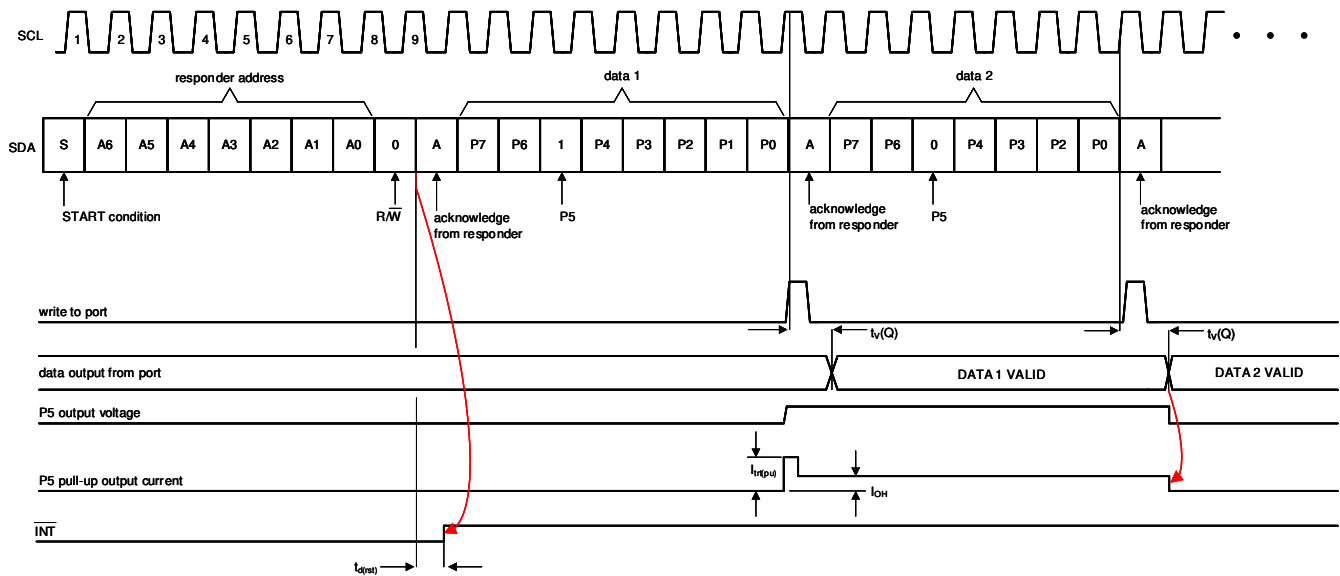 SCL 1 2 3 4 5 6 7 8 9 • • •
responder address data 1 data 2
SDA S A6 A5 A4 A3 A2 A1 A0 0 A P7 P6 1 P4 P3 P2 P1 P0 A P7 P6 0 P4 P3 P2 P0 A
START condition R/W̅ acknowledge from responder P5 acknowledge from responder P5 acknowledge from responder
write to port
tV(Q) tV(Q)
data output from port DATA 1 VALID DATA 2 VALID
P5 output voltage
Itrt(pu)
P5 pull-up output current
IOH
I̅N̅T̅
td(rst)